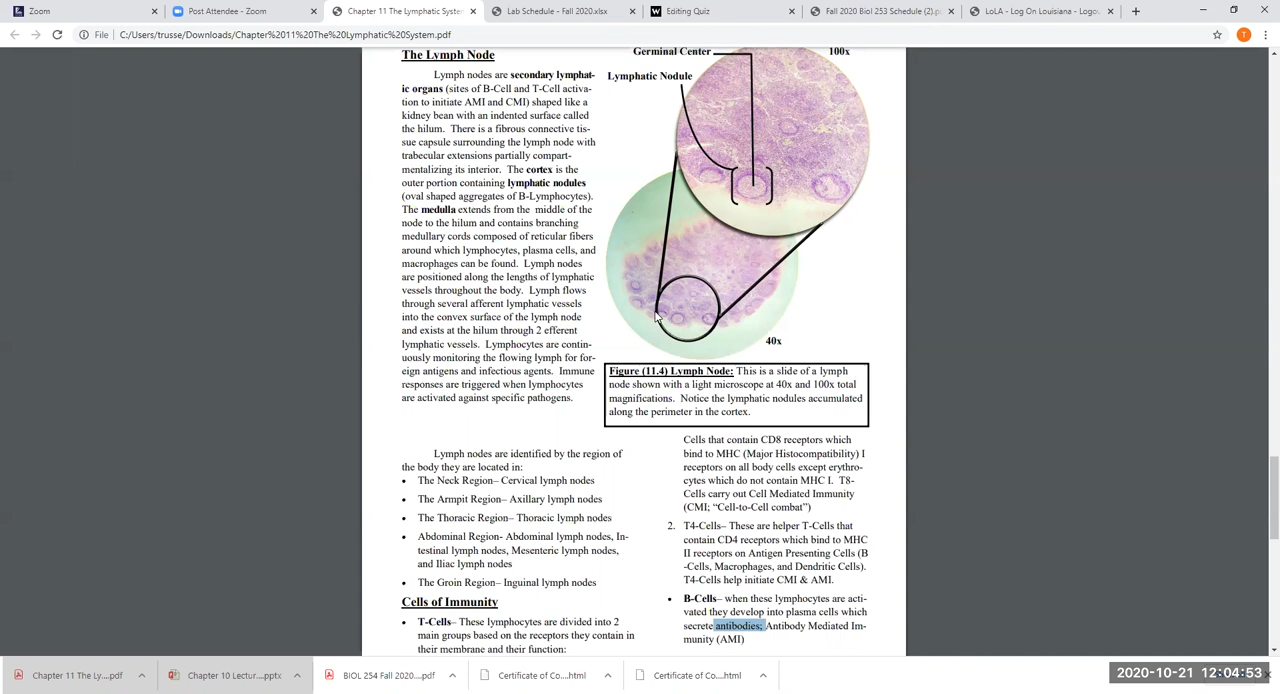 Zoom
Post Attendee - Zoom
Chapter 11 The Lymphatic Syste
Lab Schedule - Fall 2020.xlsx
Editing Quiz
Fall 2020 Biol 253 Schedule (2).p
LoLA - Log On Louisiana - Logou
File
C:/Users/trusse/Downloads/Chapter%2011%20The%20Lymphatic%20System.pdf
T
The Lymph Node
Lymph nodes are secondary lymphat-
ic organs (sites of B-Cell and T-Cell activa-
tion to initiate AMI and CMI) shaped like a
kidney bean with an indented surface called
the hilum. There is a fibrous connective tis-
sue capsule surrounding the lymph node with
trabecular extensions partially compart-
mentalizing its interior. The cortex is the
outer portion containing lymphatic nodules
(oval shaped aggregates of B-Lymphocytes).
The medulla extends from the middle of the
node to the hilum and contains branching
medullary cords composed of reticular fibers
around which lymphocytes, plasma cells, and
macrophages can be found. Lymph nodes
are positioned along the lengths of lymphatic
vessels throughout the body. Lymph flows
through several afferent lymphatic vessels
into the convex surface of the lymph node
and exists at the hilum through 2 efferent
lymphatic vessels. Lymphocytes are contin-
uously monitoring the flowing lymph for for-
eign antigens and infectious agents. Immune
responses are triggered when lymphocytes
are activated against specific pathogens.
Germinal Center
100x
Lymphatic Nodule
40x
Figure (11.4) Lymph Node: This is a slide of a lymph
node shown with a light microscope at 40x and 100x total
magnifications. Notice the lymphatic nodules accumulated
along the perimeter in the cortex.
Lymph nodes are identified by the region of
the body they are located in:
• The Neck Region– Cervical lymph nodes
• The Armpit Region– Axillary lymph nodes
• The Thoracic Region– Thoracic lymph nodes
• Abdominal Region- Abdominal lymph nodes, In-
testinal lymph nodes, Mesenteric lymph nodes,
and Iliac lymph nodes
• The Groin Region– Inguinal lymph nodes
Cells of Immunity
• T-Cells– These lymphocytes are divided into 2
main groups based on the receptors they contain in
their membrane and their function:
Cells that contain CD8 receptors which
bind to MHC (Major Histocompatibility) I
receptors on all body cells except erythro-
cytes which do not contain MHC I. T8-
Cells carry out Cell Mediated Immunity
(CMI; “Cell-to-Cell combat”)
2. T4-Cells– These are helper T-Cells that
contain CD4 receptors which bind to MHC
II receptors on Antigen Presenting Cells (B
-Cells, Macrophages, and Dendritic Cells).
T4-Cells help initiate CMI & AMI.
• B-Cells– when these lymphocytes are acti-
vated they develop into plasma cells which
secrete antibodies; Antibody Mediated Im-
munity (AMI)
Chapter 11 The Ly....pdf
Chapter 10 Lectur....pptx
BIOL 254 Fall 2020....pdf
Certificate of Co....html
Certificate of Co....html
2020-10-21 12:04:53